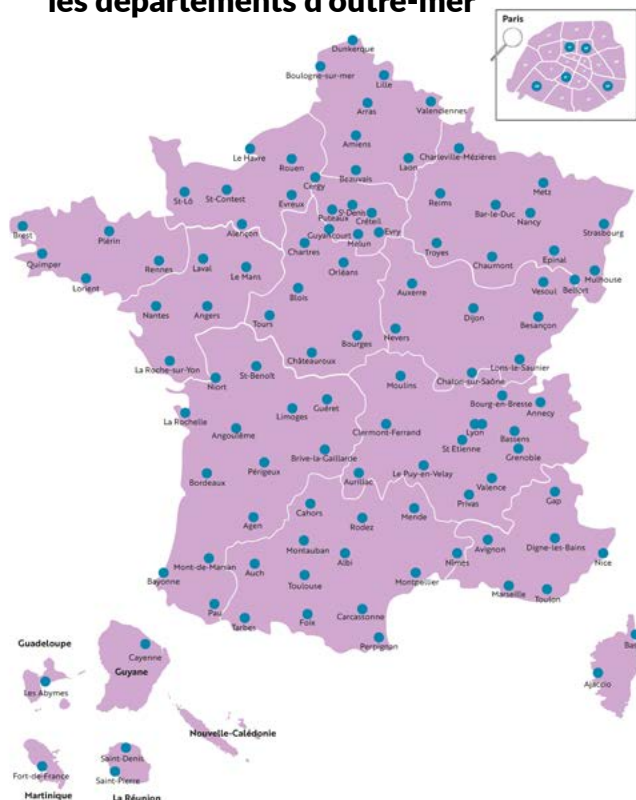 les départements d'outre-mer
Paris
Dunkerque
Boulogne-sur-mer
Lille
Arras
Valendiennes
Amiens
Le Havre
Rouen
Beauvais
Laon
Charleville-Mézières
Cergy
St-Lô
St-Contest
Evreux
Reims
Metz
Puteaux
St-Denis
Créteil
Bar-le-Duc
Nancy
Brest
Plérin
Alençon
Guyancourt
Melun
Evry
Strasbourg
Chartres
Troyes
Chaumont
Epinal
Quimper
Rennes
Laval
Le Mans
Orléans
Mulhouse
Lorient
Blois
Auxerre
Vesoul
Belfort
Nantes
Angers
Tours
Dijon
Besançon
Bourges
Nevers
La Roche-sur-Yon
Niort
St-Benoît
Châteauroux
Moulins
Chalon-sur-Saône
Lons-le-Saunier
La Rochelle
Limoges
Guéret
Bourg-en-Bresse
Annecy
Angoulême
Clermont-Ferrand
Lyon
Bassens
St Etienne
Grenoble
Brive-la-Gaillarde
Bordeaux
Périgeux
Aurillac
Le Puy-en-Velay
Valence
Privas
Gap
Agen
Cahors
Rodez
Mende
Montauban
Albi
Avignon
Digne-les-Bains
Nice
Mont-de-Marsan
Bayonne
Auch
Toulouse
Nîmes
Montpellier
Marseille
Toulon
Pau
Tarbes
Foix
Carcassonne
Perpignan
Bas
Ajaccio
Guadeloupe
Les Abymes
Cayenne
Guyane
Nouvelle-Calédonie
Fort-de-France
Martinique
Saint-Denis
Saint-Pierre
La Réunion